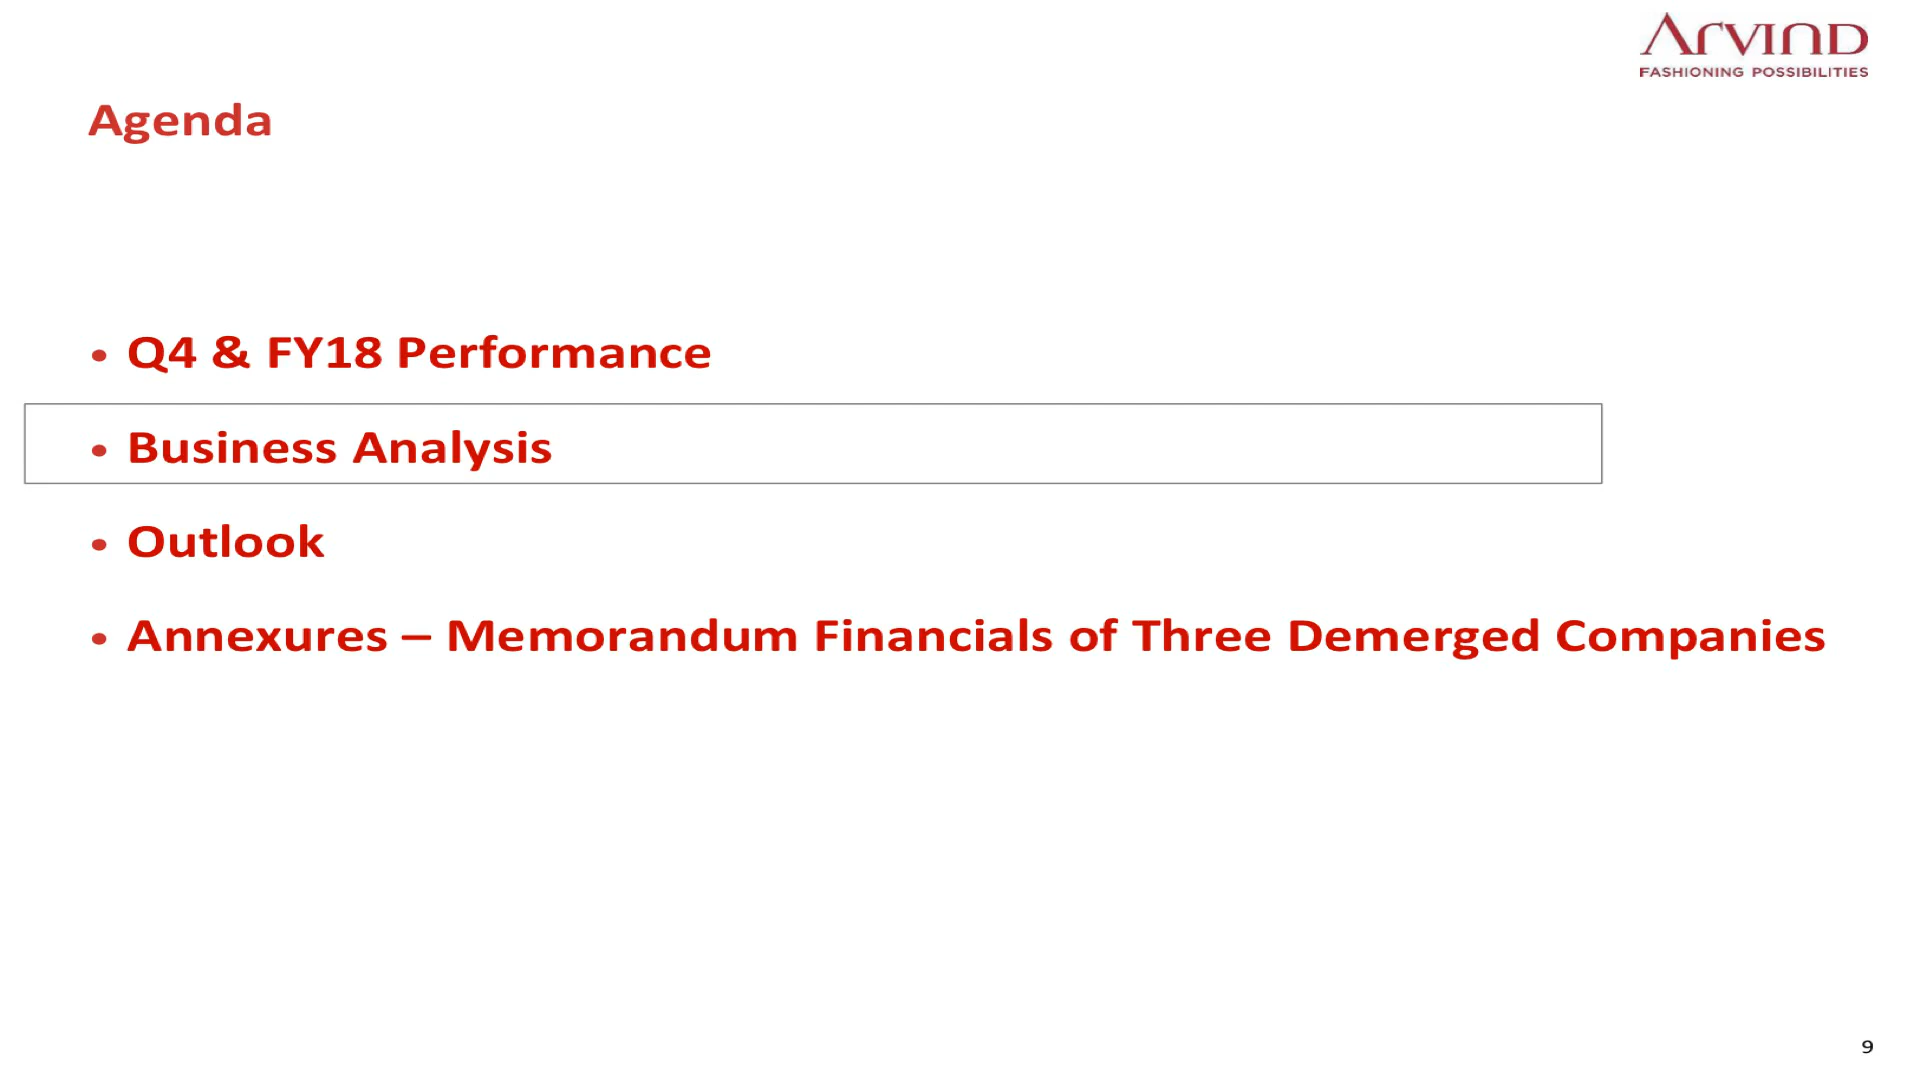 ARVIND
FASHIONING POSSIBILITIES
Agenda
• Q4 & FY18 Performance
• Business Analysis
• Outlook
• Annexures – Memorandum Financials of Three Demerged Companies
9